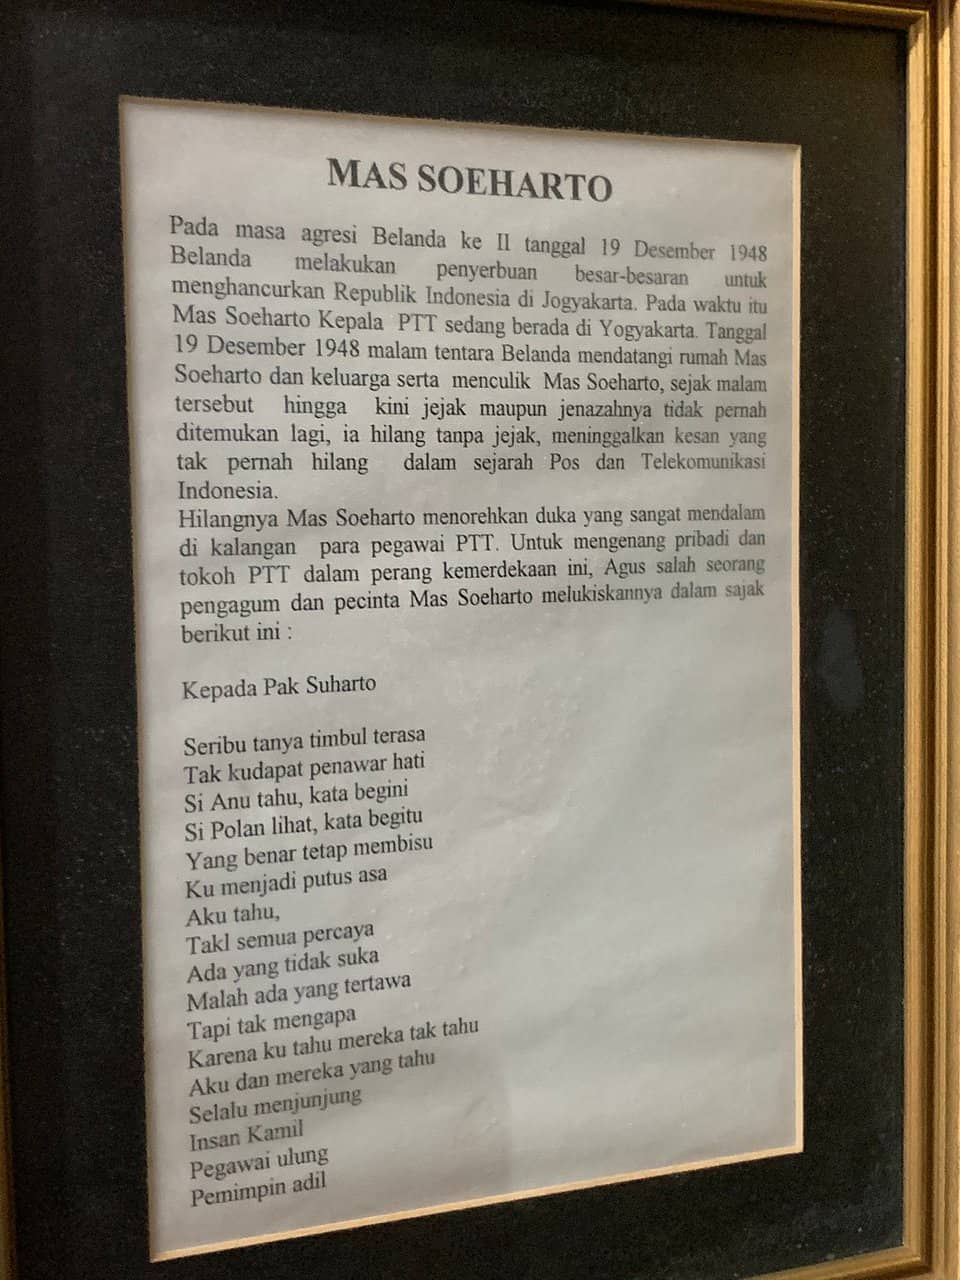 MAS SOEHARTO
Pada masa agresi Belanda ke II tanggal 19 Desember 1948
Belanda melakukan penyerbuan besar-besaran untuk
menghancurkan Republik Indonesia di Jogyakarta. Pada waktu itu
Mas Soeharto Kepala PTT sedang berada di Yogyakarta. Tanggal
19 Desember 1948 malam tentara Belanda mendatangi rumah Mas
Soeharto dan keluarga serta menculik Mas Soeharto, sejak malam
tersebut hingga kini jejak maupun jenazahnya tidak pernah
ditemukan lagi, ia hilang tanpa jejak, meninggalkan kesan yang
tak pernah hilang dalam sejarah Pos dan Telekomunikasi
Indonesia.
Hilangnya Mas Soeharto menorehkan duka yang sangat mendalam
di kalangan para pegawai PTT. Untuk mengenang pribadi dan
tokoh PTT dalam perang kemerdekaan ini, Agus salah seorang
pengagum dan pecinta Mas Soeharto melukiskannya dalam sajak
berikut ini :
Kepada Pak Suharto
Seribu tanya timbul terasa
Tak kudapat penawar hati
Si Anu tahu, kata begini
Si Polan lihat, kata begitu
Yang benar tetap membisu
Ku menjadi putus asa
Aku tahu,
Takl semua percaya
Ada yang tidak suka
Malah ada yang tertawa
Tapi tak mengapa
Karena ku tahu mereka tak tahu
Aku dan mereka yang tahu
Selalu menjunjung
Insan Kamil
Pegawai ulung
Pemimpin adil